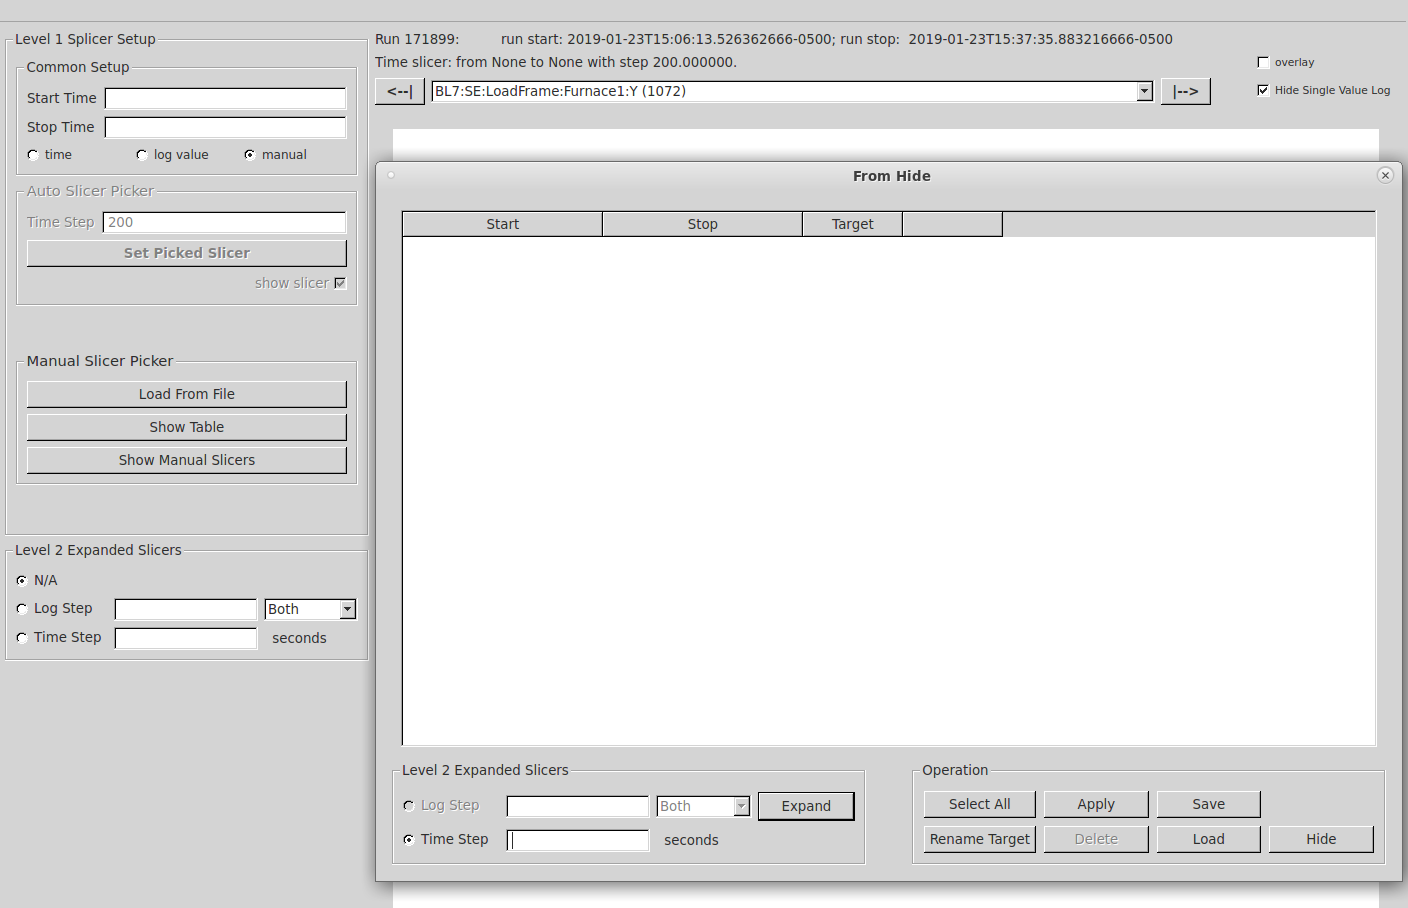 Level 1 Splicer Setup
Common Setup
Start Time
Stop Time
time log value manual
Auto Slicer Picker
Time Step 200
Set Picked Slicer
show slicer
Manual Slicer Picker
Load From File
Show Table
Show Manual Slicers
Level 2 Expanded Slicers
N/A
Log Step Both
Time Step seconds
Run 171899: run start: 2019-01-23T15:06:13.526362666-0500; run stop: 2019-01-23T15:37:35.883216666-0500
Time slicer: from None to None with step 200.000000.
overlay
<--| BL7:SE:LoadFrame:Furnace1:Y (1072) |-->
Hide Single Value Log
From Hide
Start Stop Target
Level 2 Expanded Slicers
Log Step Both Expand
Time Step seconds
Operation
Select All Apply Save
Rename Target Delete Load Hide